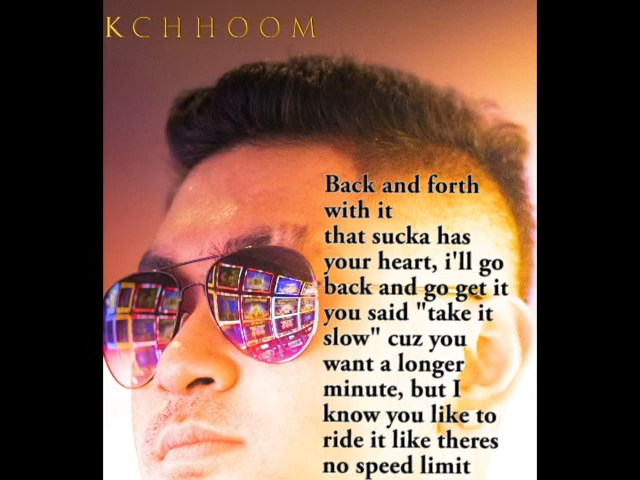 KCHHOOM
Back and forth
with it
that sucka has
your heart, i'll go
back and go get it
you said "take it
slow" cuz you
want a longer
minute, but I
know you like to
ride it like theres
no speed limit